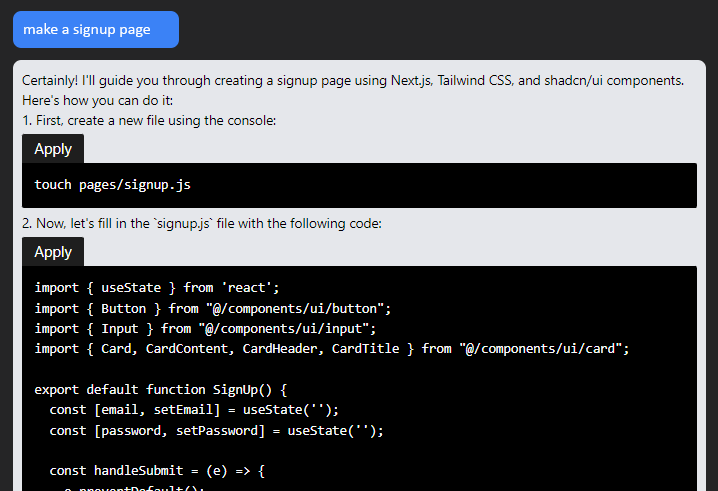 make a signup page
Certainly! I'll guide you through creating a signup page using Next.js, Tailwind CSS, and shadcn/ui components.
Here's how you can do it:
1. First, create a new file using the console:
Apply
touch pages/signup.js
2. Now, let's fill in the `signup.js` file with the following code:
Apply
import { useState } from 'react';
import { Button } from "@/components/ui/button";
import { Input } from "@/components/ui/input";
import { Card, CardContent, CardHeader, CardTitle } from "@/components/ui/card";
export default function SignUp() {
const [email, setEmail] = useState('');
const [password, setPassword] = useState('');
const handleSubmit = (e) => {
e.preventDefault();